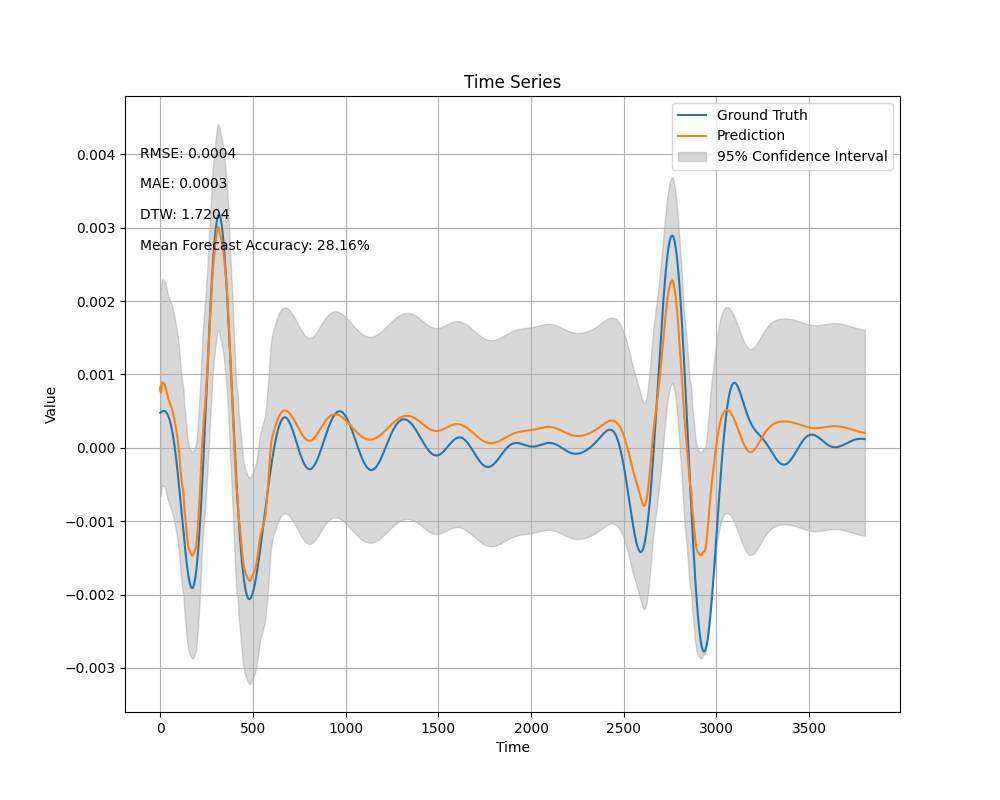 Time Series
Ground Truth
Prediction
95% Confidence Interval
RMSE: 0.0004
MAE: 0.0003
DTW: 1.7204
Mean Forecast Accuracy: 28.16%
0.004
0.003
0.002
0.001
0.000
−0.001
−0.002
−0.003
Value
0 500 1000 1500 2000 2500 3000 3500
Time